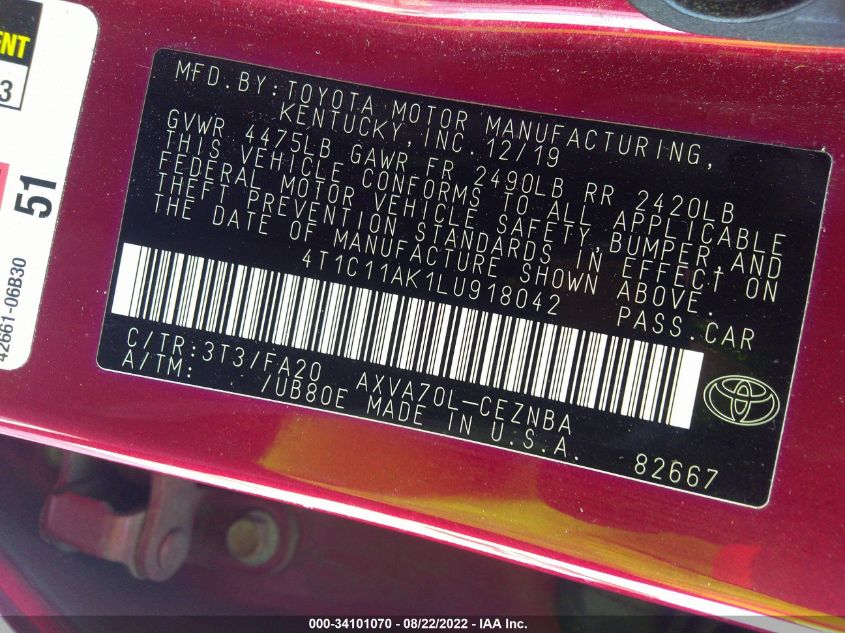 ENT
3
51
42661-06B30
MFD. BY: TOYOTA MOTOR MANUFACTURING,
KENTUCKY, INC. 12/19
GVWR 4475LB GAWR FR 2490LB RR 2420LB
THIS VEHICLE CONFORMS TO ALL APPLICABLE
FEDERAL MOTOR VEHICLE SAFETY, BUMPER, AND
THEFT PREVENTION STANDARDS IN EFFECT ON
THE DATE OF MANUFACTURE SHOWN ABOVE.
4T1C11AK1LU918042 PASS. CAR
C/TR: 3T3/FA20 AXVA70L-CEZNBA
A/TM: /UB80E MADE IN U.S.A.
82667
000-34101070 - 08/22/2022 - IAA Inc.